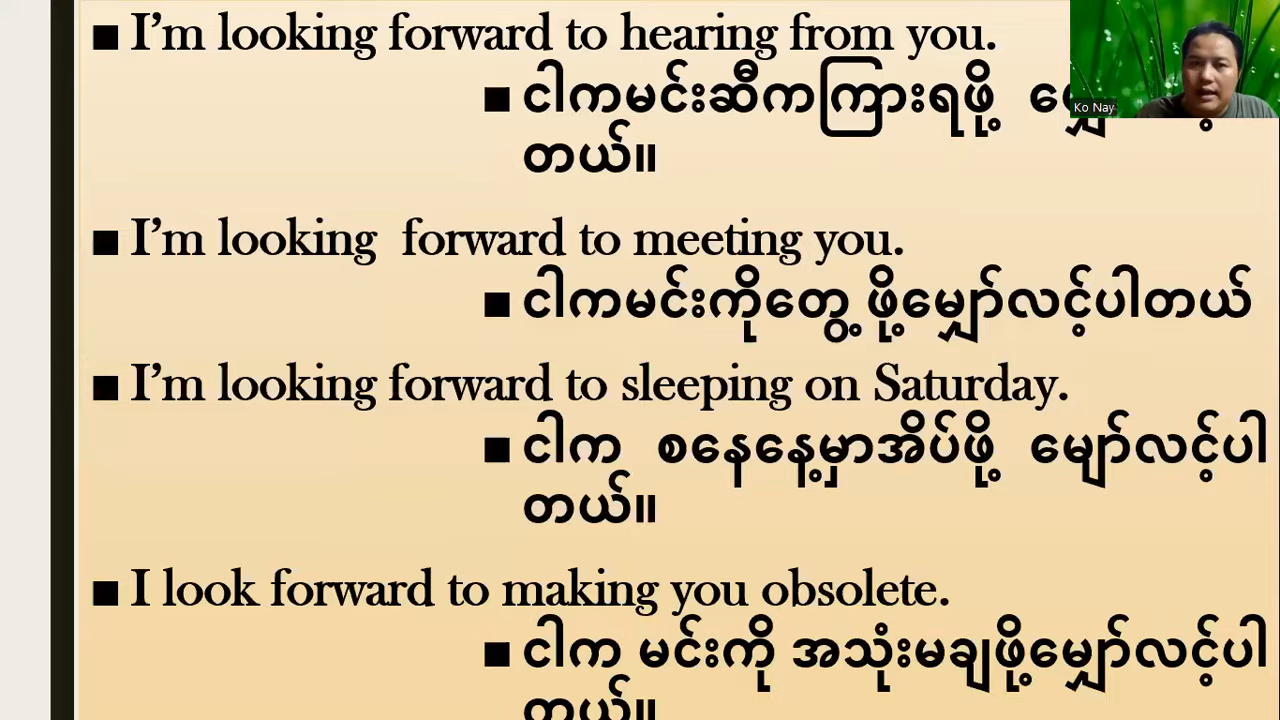 I'm looking forward to hearing from you.
ငါကမင်းဆီကကြားရဖို့
တယ်။
Ko Nay
I'm looking forward to meeting you.
ငါကမင်းကိုတွေ့ ဖို့မျှော်လင့်ပါတယ်
I'm looking forward to sleeping on Saturday.
ငါက စနေနေ့မှာအိပ်ဖို့ မျော်လင့်ပါ
တယ်။
I look forward to making you obsolete.
ငါက မင်းကို အသုံးမချဖို့မျှော်လင့်ပါ
တယ်။